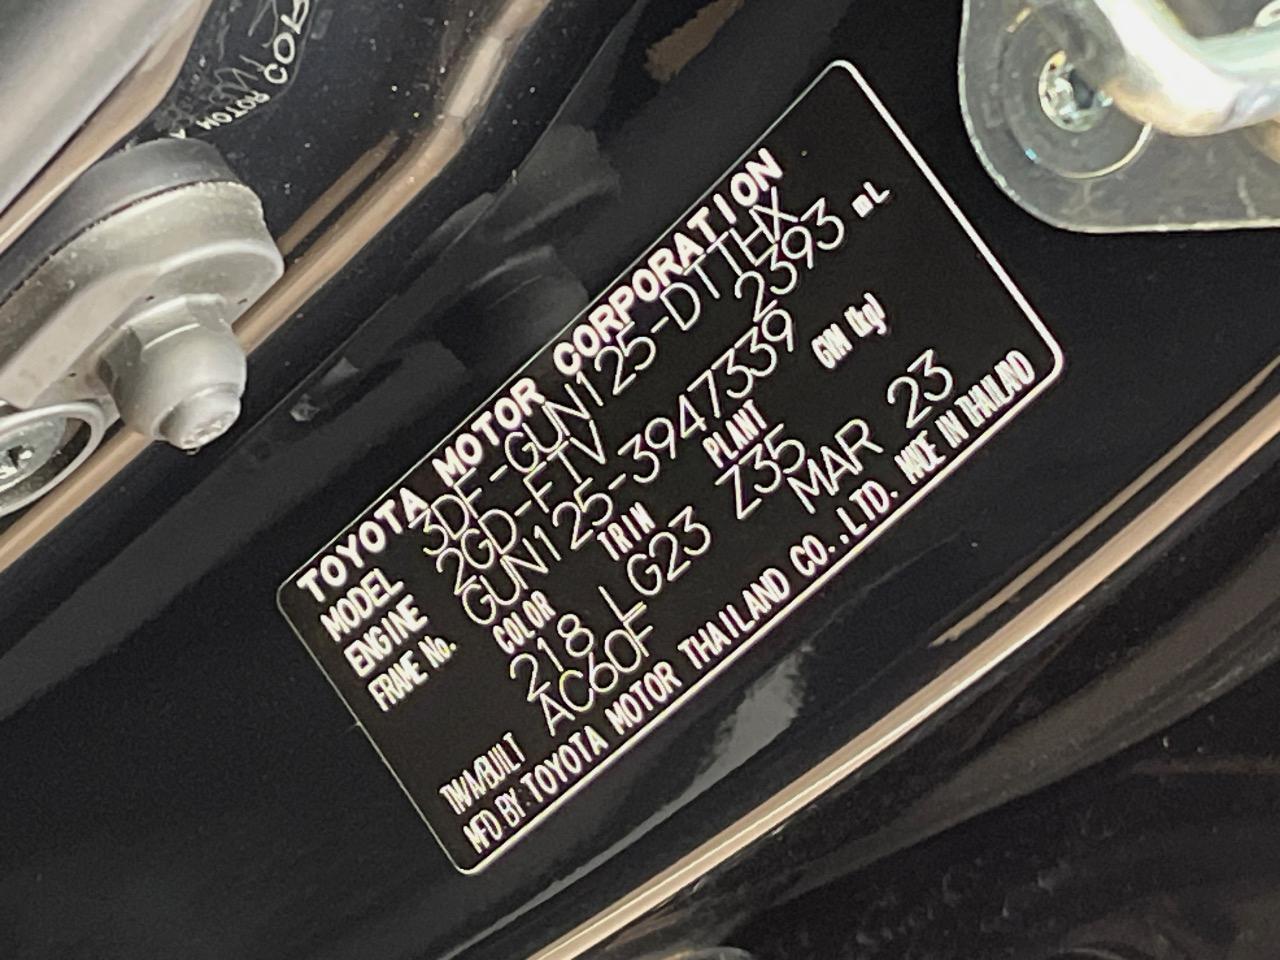 TOYOTA MOTOR CORPORATION
MODEL 3DF-GUN125-DTTHX
ENGINE 2GD-FTV 2393 mL
FRAME No. GUN125-3947339
COLOR TRIM PLANT GVM (kg)
218 LG23 Z35
TM/A/BUILT AC60F MAR 23
MFD. BY TOYOTA MOTOR THAILAND CO.,LTD. MADE IN THAILAND